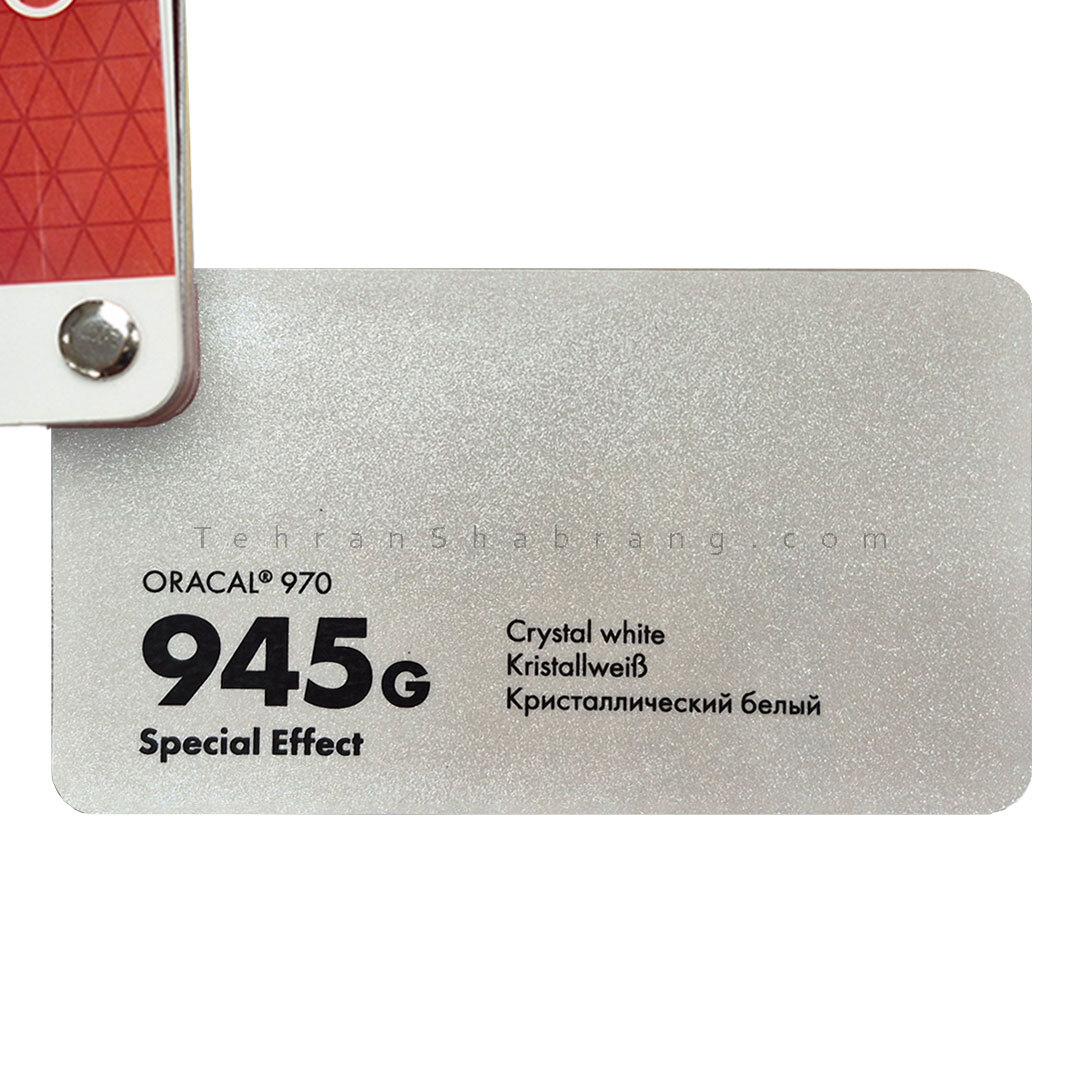 TehranShabrang.com
ORACAL® 970
945G
Special Effect
Crystal white
Kristallweiß
Кристаллический белый